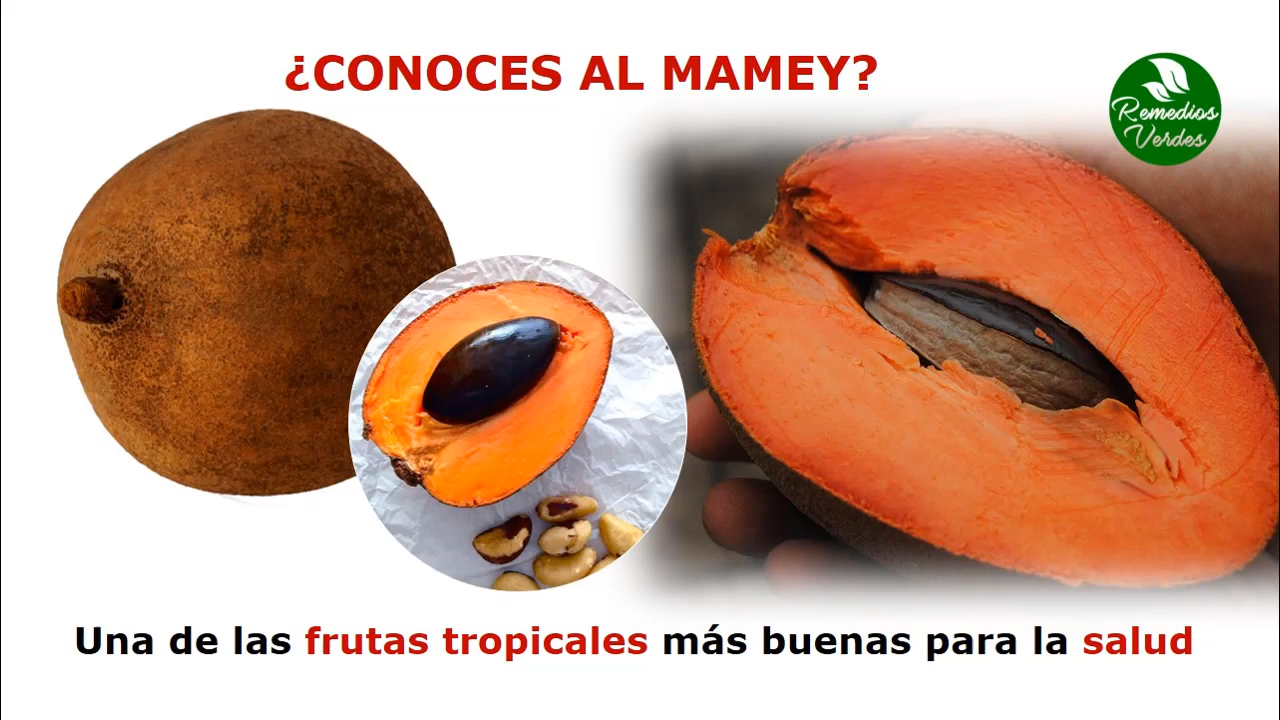 ¿CONOCES AL MAMEY?
Remedios
Verdes
Una de las frutas tropicales más buenas para la salud